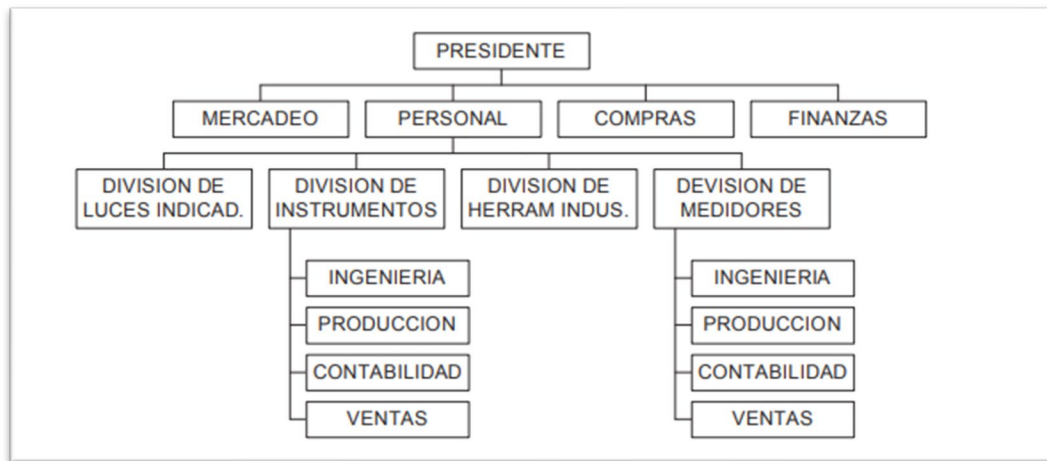 PRESIDENTE
MERCADEO
PERSONAL
COMPRAS
FINANZAS
DIVISION DE
LUCES INDICAD.
DIVISION DE
INSTRUMENTOS
DIVISION DE
HERRAM INDUS.
DEVISION DE
MEDIDORES
INGENIERIA
PRODUCCION
CONTABILIDAD
VENTAS
INGENIERIA
PRODUCCION
CONTABILIDAD
VENTAS